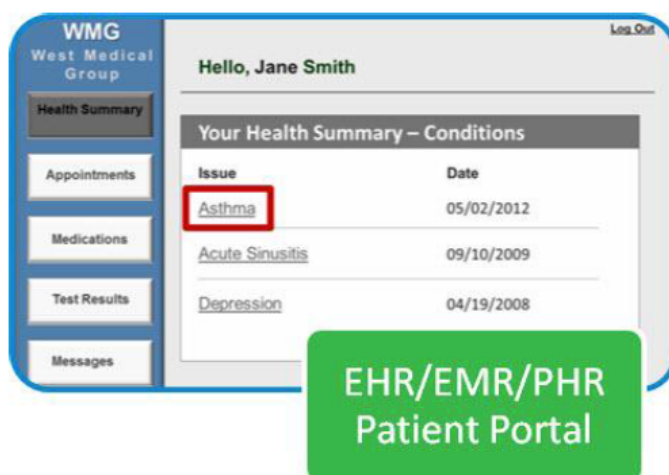 WMG
West Medical
Group
Log Out
Hello, Jane Smith
Health Summary
Appointments
Medications
Test Results
Messages
Your Health Summary – Conditions
Issue Date
Asthma 05/02/2012
Acute Sinusitis 09/10/2009
Depression 04/19/2008
EHR/EMR/PHR
Patient Portal